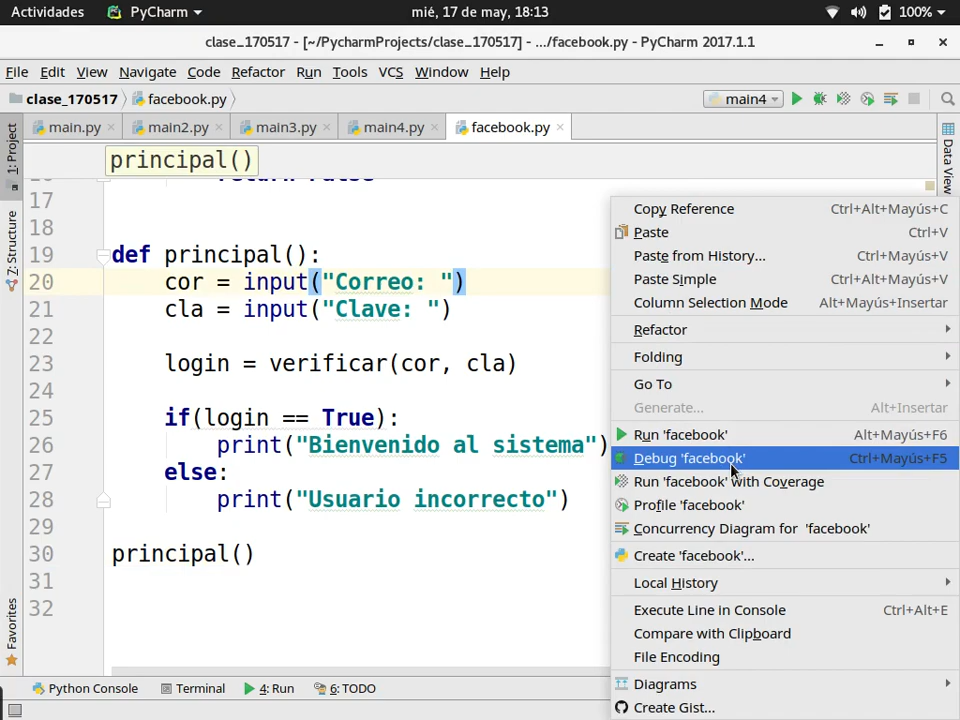 Actividades PyCharm mié, 17 de may, 18:13 100%
clase_170517 - [~/PycharmProjects/clase_170517] - .../facebook.py - PyCharm 2017.1.1
File Edit View Navigate Code Refactor Run Tools VCS Window Help
clase_170517 facebook.py main4
main.py main2.py main3.py main4.py facebook.py
1: Project
7: Structure
Favorites
Data View
principal()
17
18
19 def principal():
20 cor = input("Correo: ")
21 cla = input("Clave: ")
22
23 login = verificar(cor, cla)
24
25 if(login == True):
26 print("Bienvenido al sistema")
27 else:
28 print("Usuario incorrecto")
29
30 principal()
31
32
Copy Reference Ctrl+Alt+Mayús+C
Paste Ctrl+V
Paste from History... Ctrl+Mayús+V
Paste Simple Ctrl+Alt+Mayús+V
Column Selection Mode Alt+Mayús+Insertar
Refactor
Folding
Go To
Generate... Alt+Insertar
Run 'facebook' Alt+Mayús+F6
Debug 'facebook' Ctrl+Mayús+F5
Run 'facebook' with Coverage
Profile 'facebook'
Concurrency Diagram for 'facebook'
Create 'facebook'...
Local History
Execute Line in Console Ctrl+Alt+E
Compare with Clipboard
File Encoding
Diagrams
Create Gist...
Python Console Terminal 4: Run 6: TODO